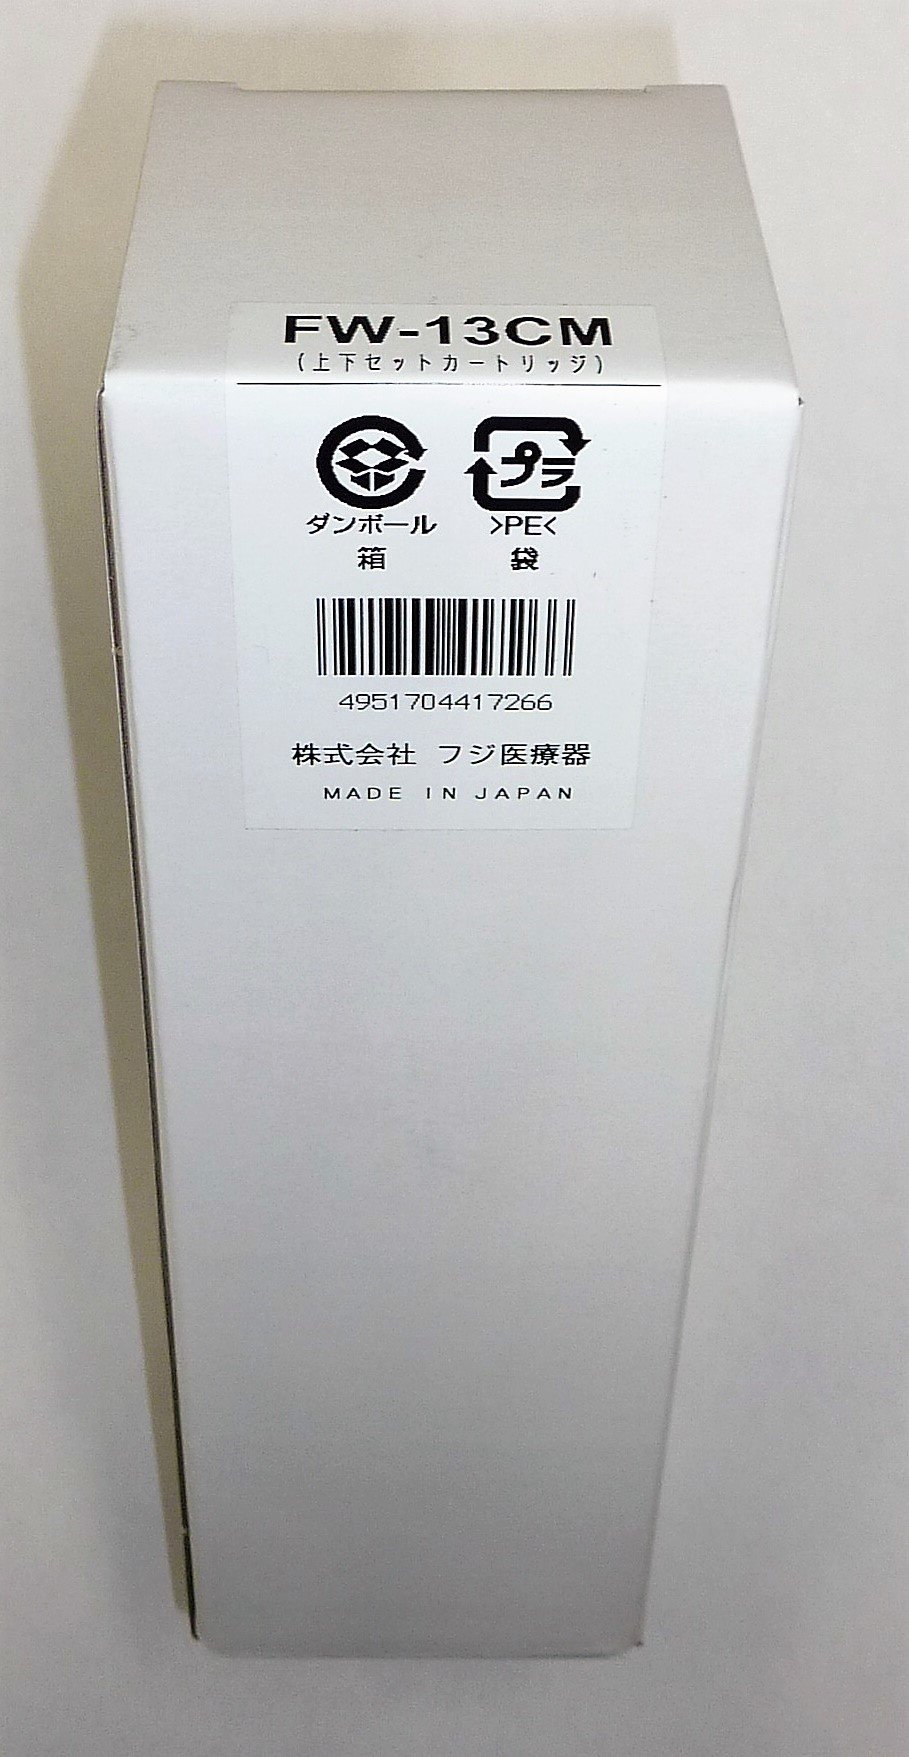 FW-13CM
(上下セットカートリッジ)
プラ
ダンボール >PE<
箱 袋
4951704417266
株式会社 フジ医療器
MADE IN JAPAN